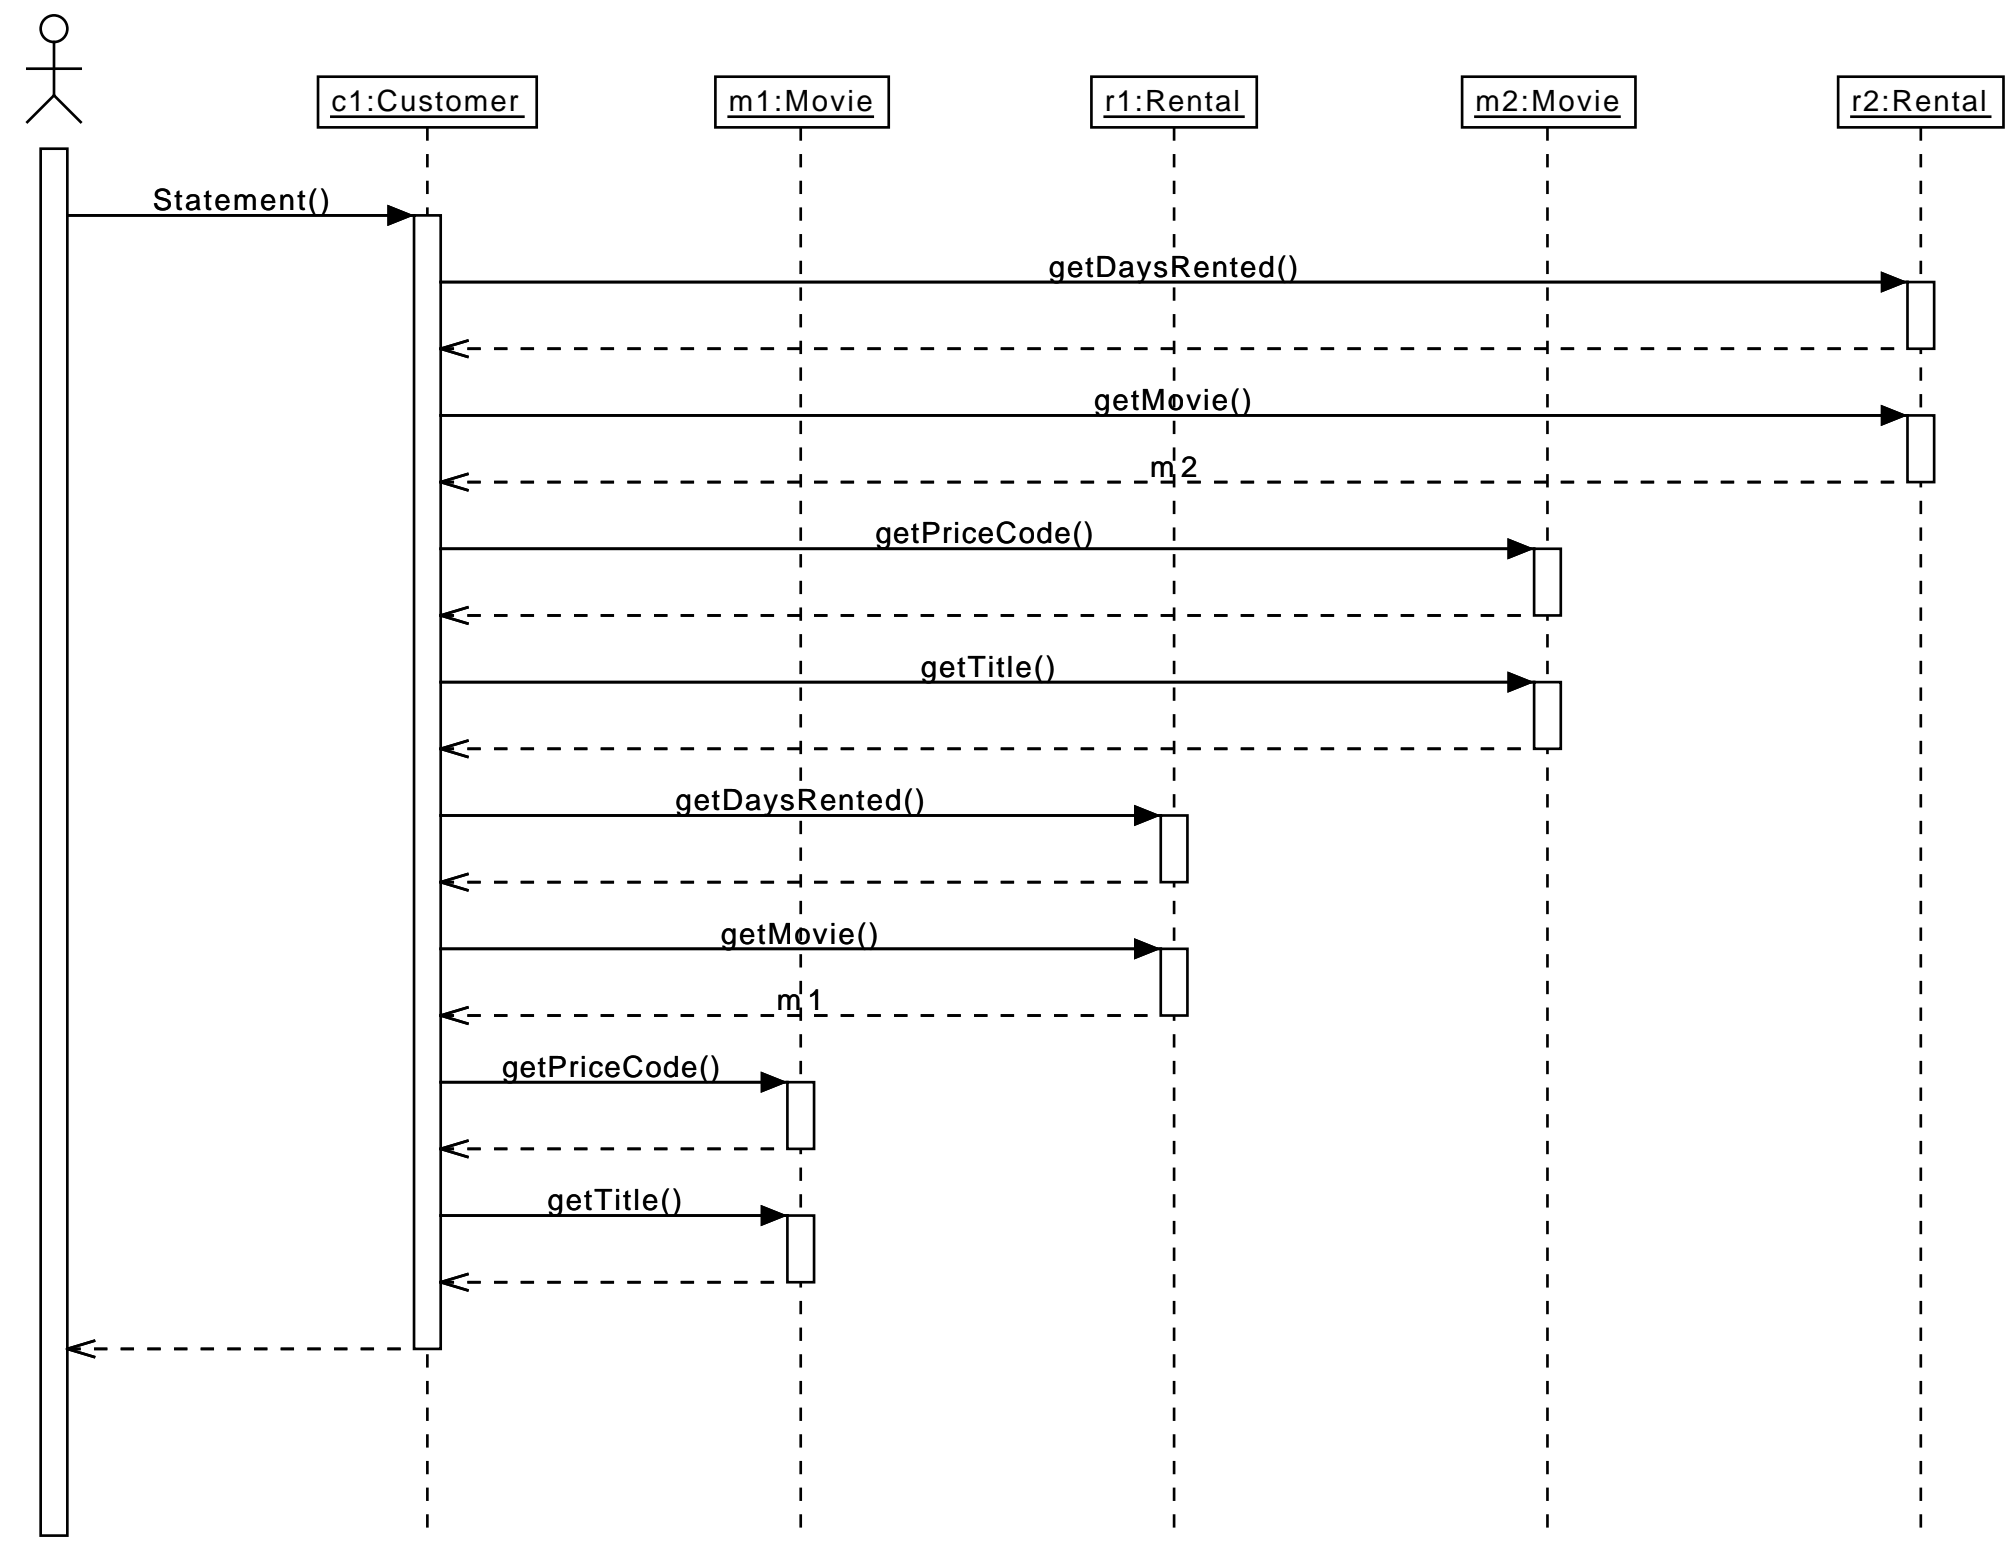 c1:Customer
m1:Movie
r1:Rental
m2:Movie
r2:Rental
Statement()
getDaysRented()
getMovie()
m2
getPriceCode()
getTitle()
getDaysRented()
getMovie()
m1
getPriceCode()
getTitle()